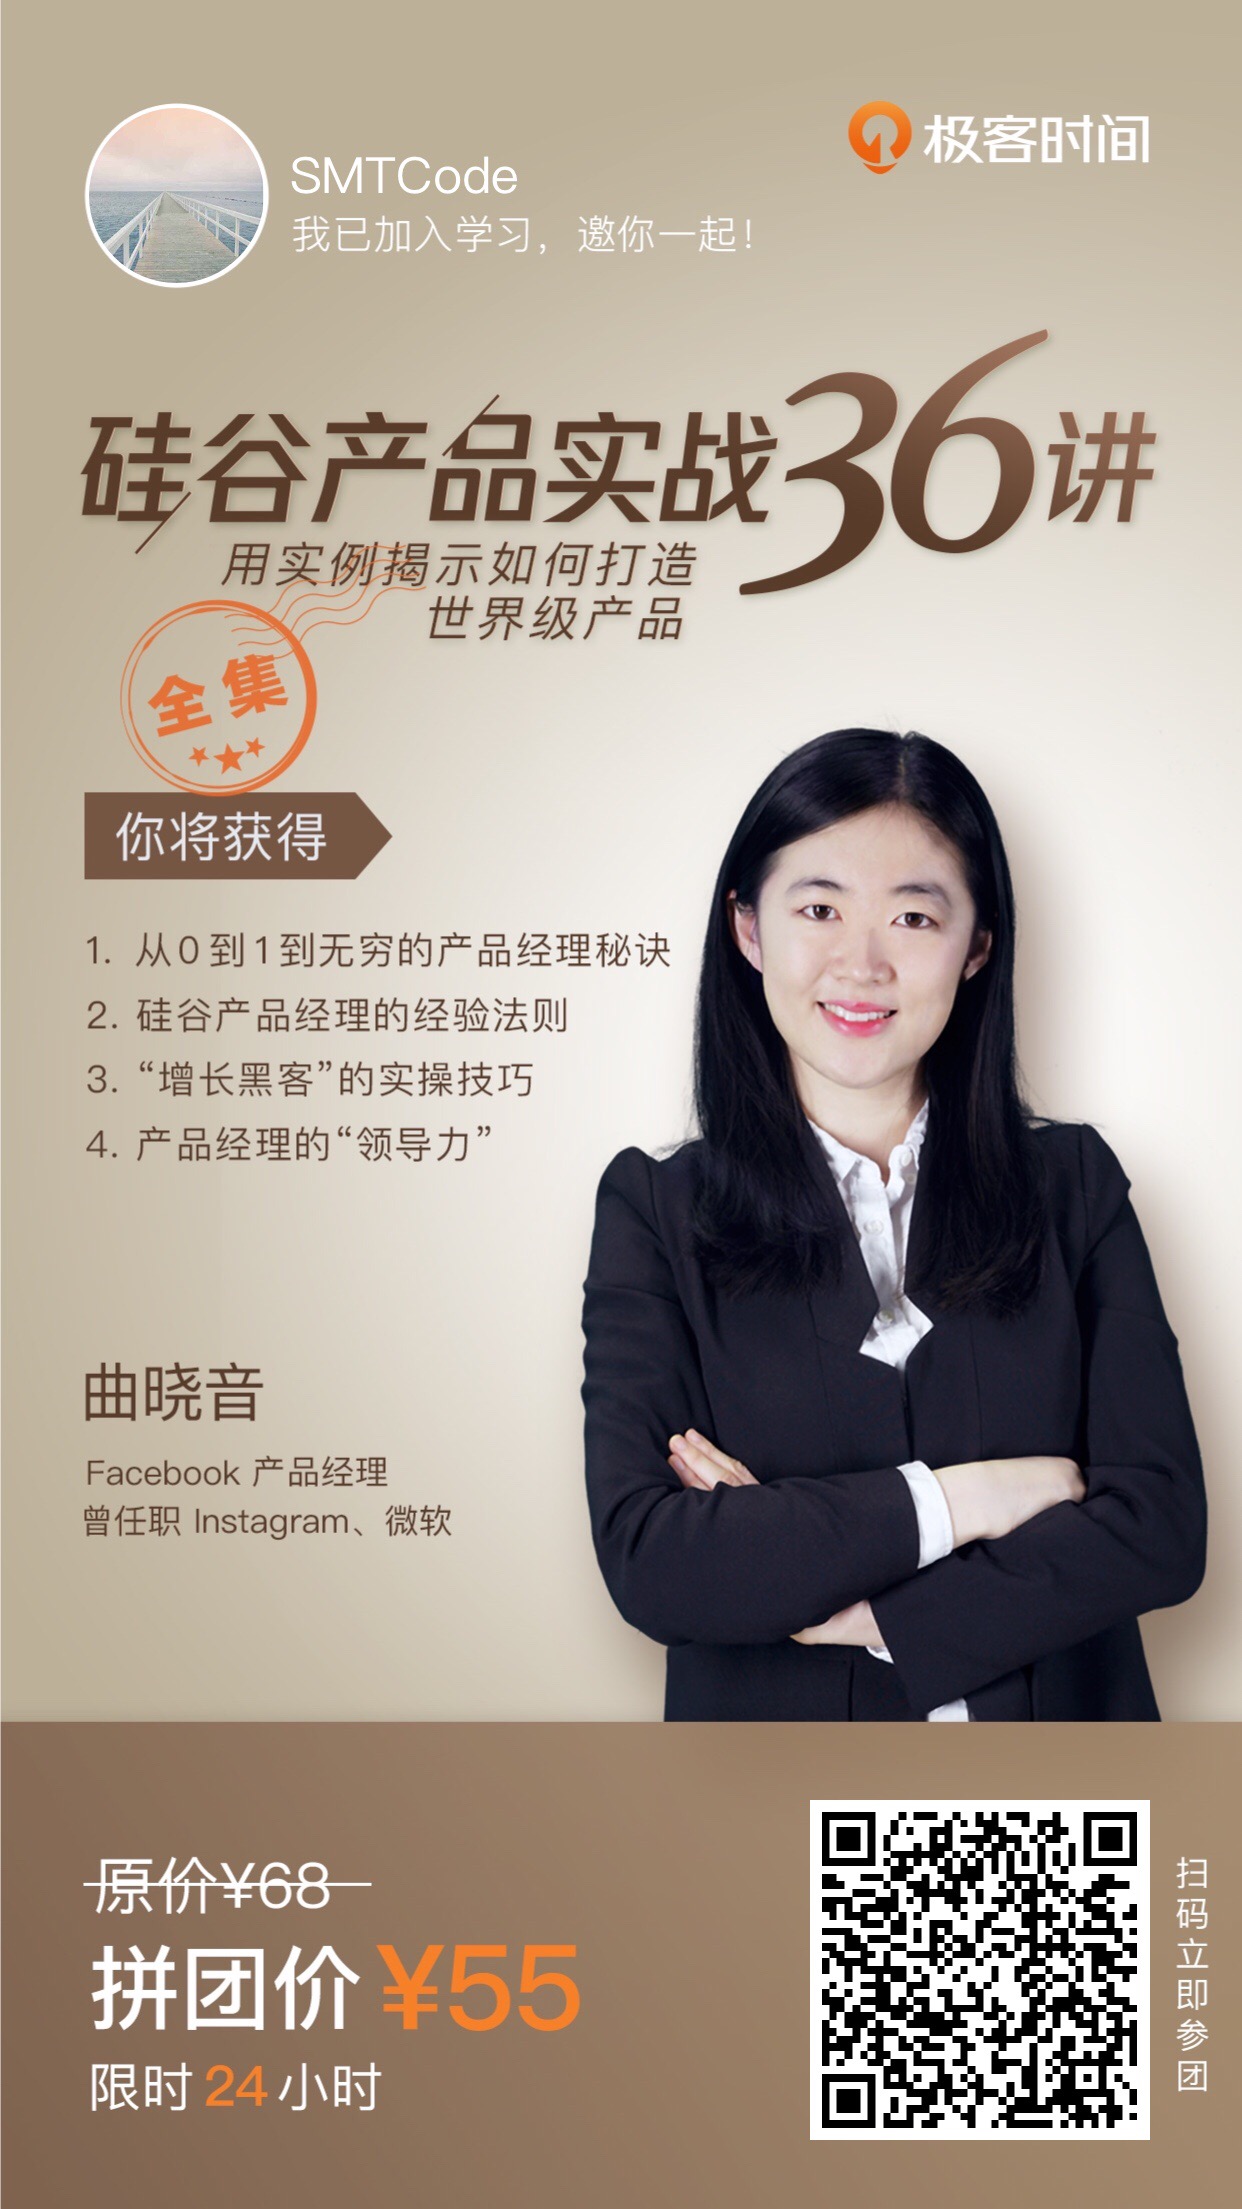 极客时间
SMTCode
我已加入学习，邀你一起！
硅谷产品实战36讲
用实例揭示如何打造
世界级产品
全集
你将获得
1. 从0到1到无穷的产品经理秘诀
2. 硅谷产品经理的经验法则
3. “增长黑客”的实操技巧
4. 产品经理的“领导力”
曲晓音
Facebook 产品经理
曾任职 Instagram、微软
原价¥68
拼团价 ¥55
限时 24 小时
扫码立即参团